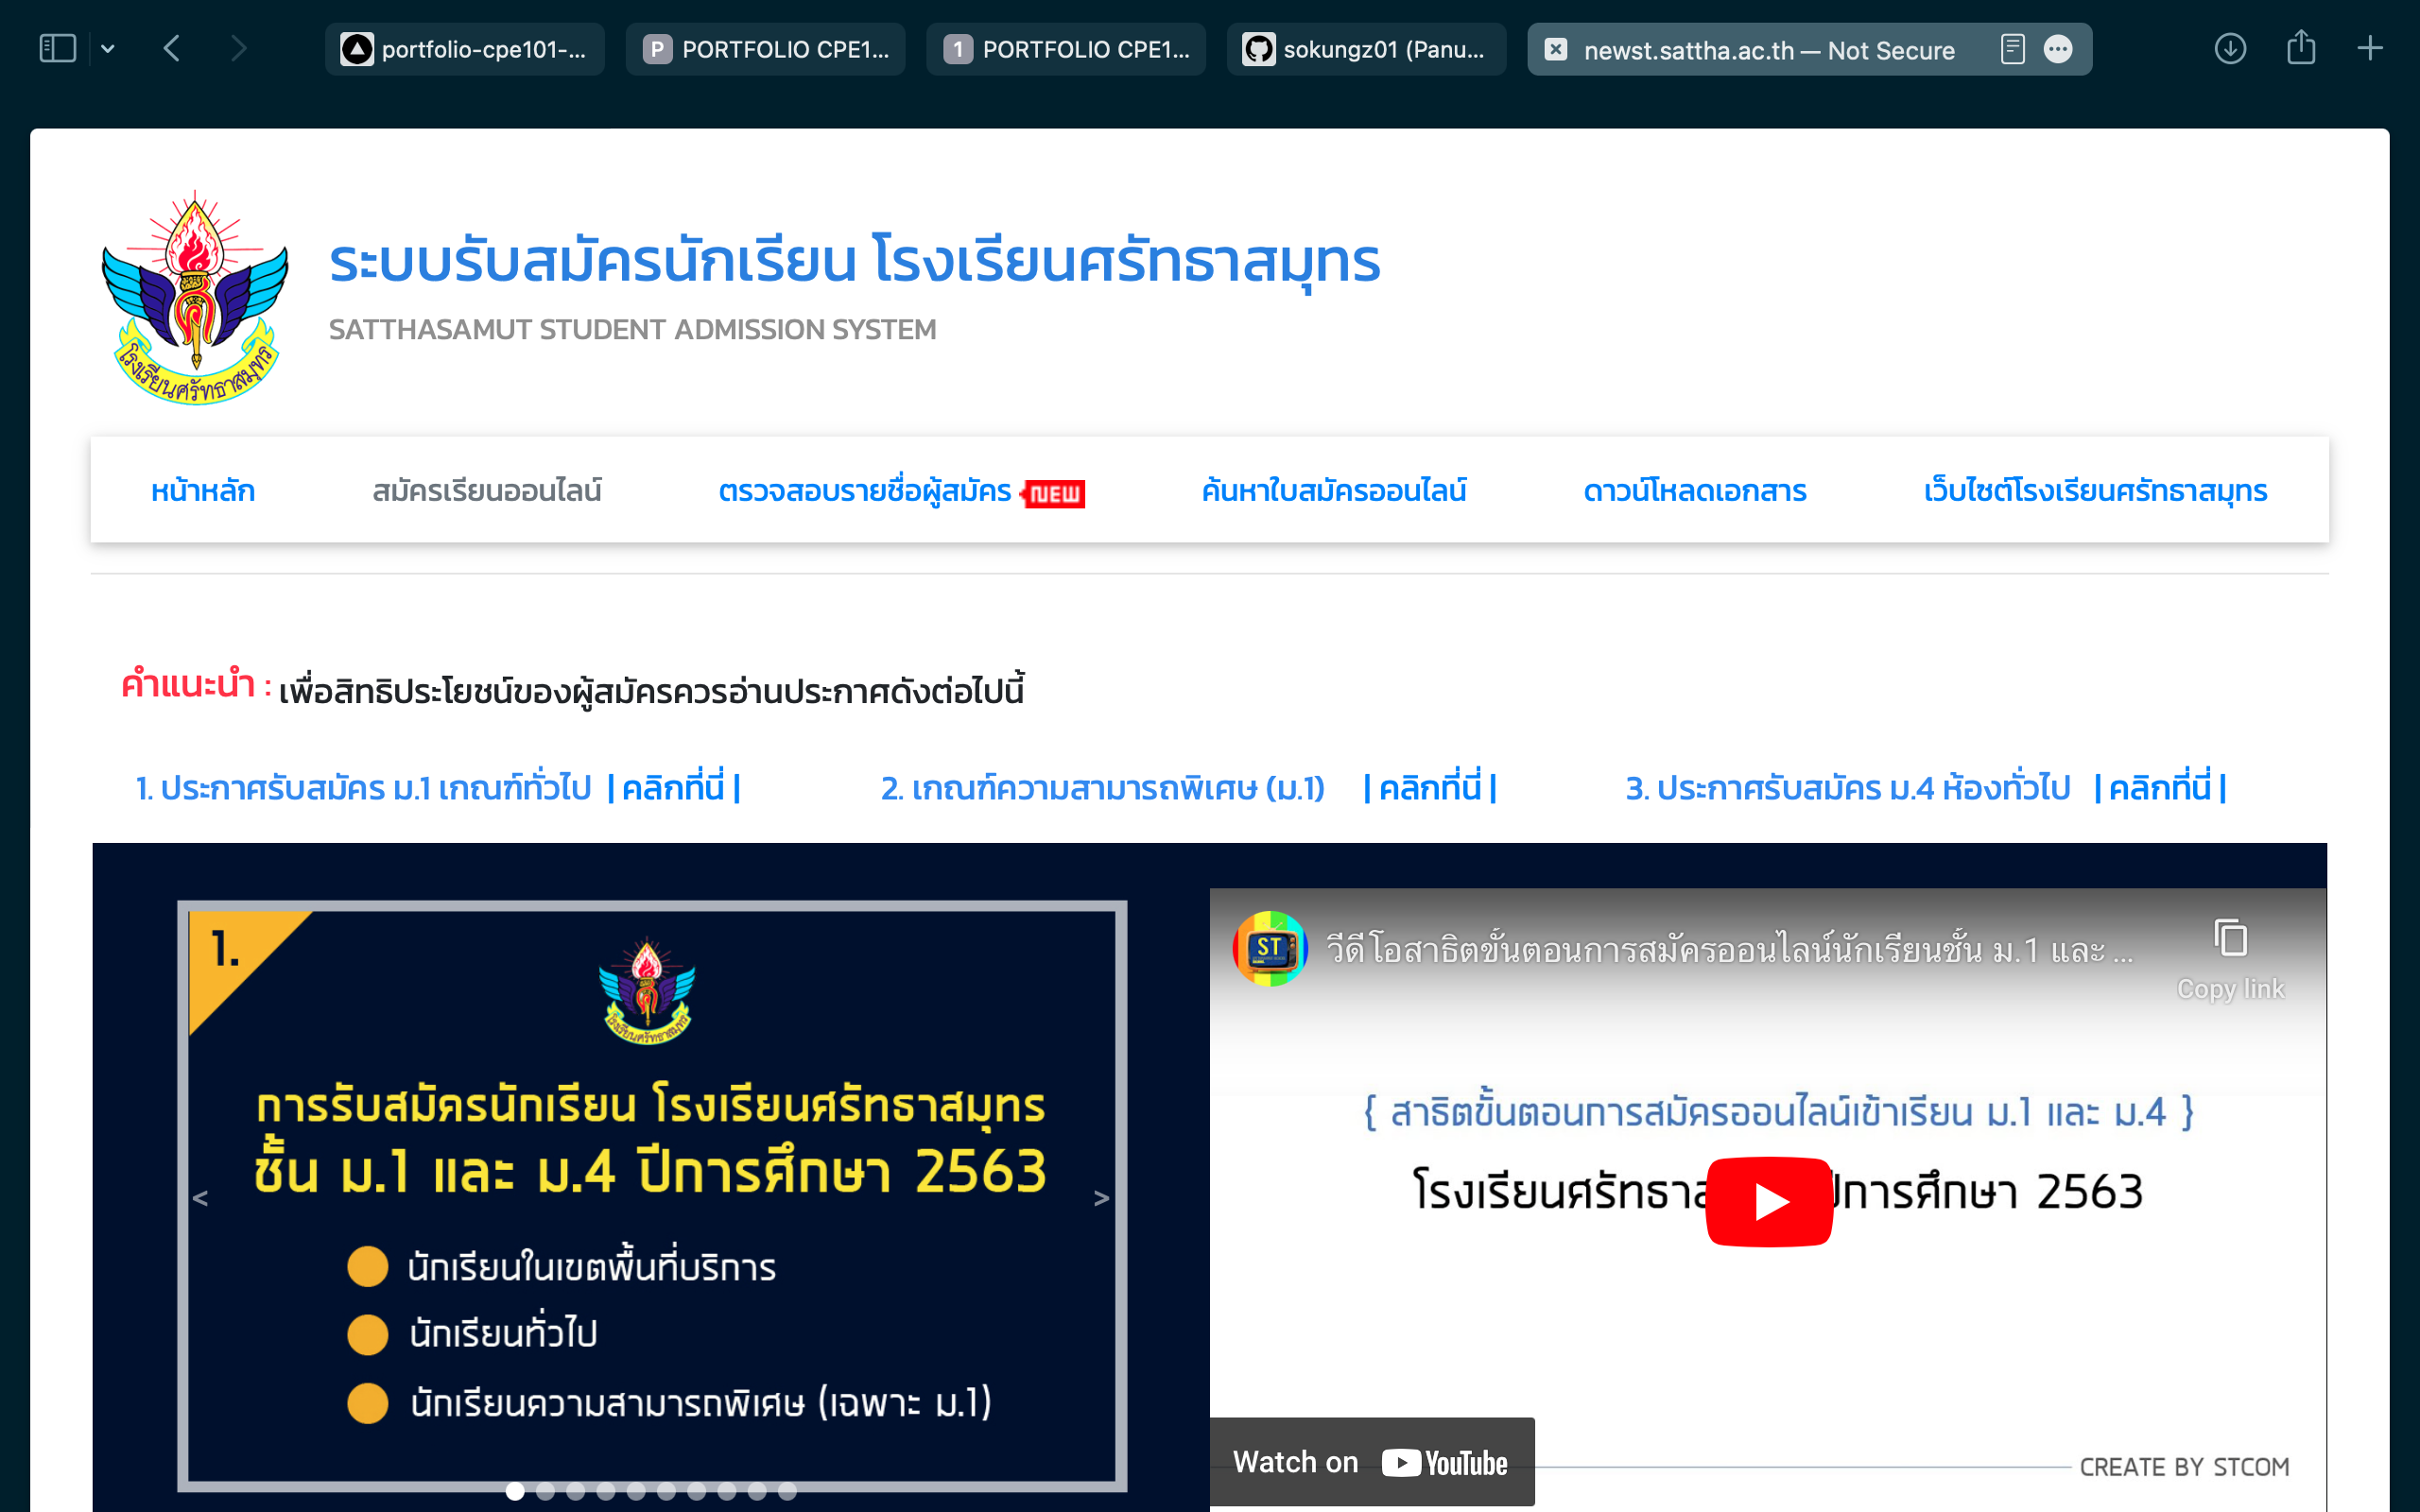 portfolio-cpe101-...
P PORTFOLIO CPE1...
1 PORTFOLIO CPE1...
sokungz01 (Panu...
newst.sattha.ac.th — Not Secure
โรงเรียนศรัทธาสมุทร
ระบบรับสมัครนักเรียน โรงเรียนศรัทธาสมุทร
SATTHASAMUT STUDENT ADMISSION SYSTEM
หน้าหลัก
สมัครเรียนออนไลน์
ตรวจสอบรายชื่อผู้สมัคร NEW
ค้นหาใบสมัครออนไลน์
ดาวน์โหลดเอกสาร
เว็บไซต์โรงเรียนศรัทธาสมุทร
คำแนะนำ : เพื่อสิทธิประโยชน์ของผู้สมัครควรอ่านประกาศดังต่อไปนี้
1. ประกาศรับสมัคร ม.1 เกณฑ์ทั่วไป | คลิกที่นี่ |
2. เกณฑ์ความสามารถพิเศษ (ม.1) | คลิกที่นี่ |
3. ประกาศรับสมัคร ม.4 ห้องทั่วไป | คลิกที่นี่ |
1.
โรงเรียนศรัทธาสมุทร
การรับสมัครนักเรียน โรงเรียนศรัทธาสมุทร
ชั้น ม.1 และ ม.4 ปีการศึกษา 2563
< >
นักเรียนในเขตพื้นที่บริการ
นักเรียนทั่วไป
นักเรียนความสามารถพิเศษ (เฉพาะ ม.1)
ST
วีดีโอสาธิตขั้นตอนการสมัครออนไลน์นักเรียนชั้น ม.1 และ ...
Copy link
{ สาธิตขั้นตอนการสมัครออนไลน์เข้าเรียน ม.1 และ ม.4 }
โรงเรียนศรัทธาส ปีการศึกษา 2563
Watch on YouTube
CREATE BY STCOM